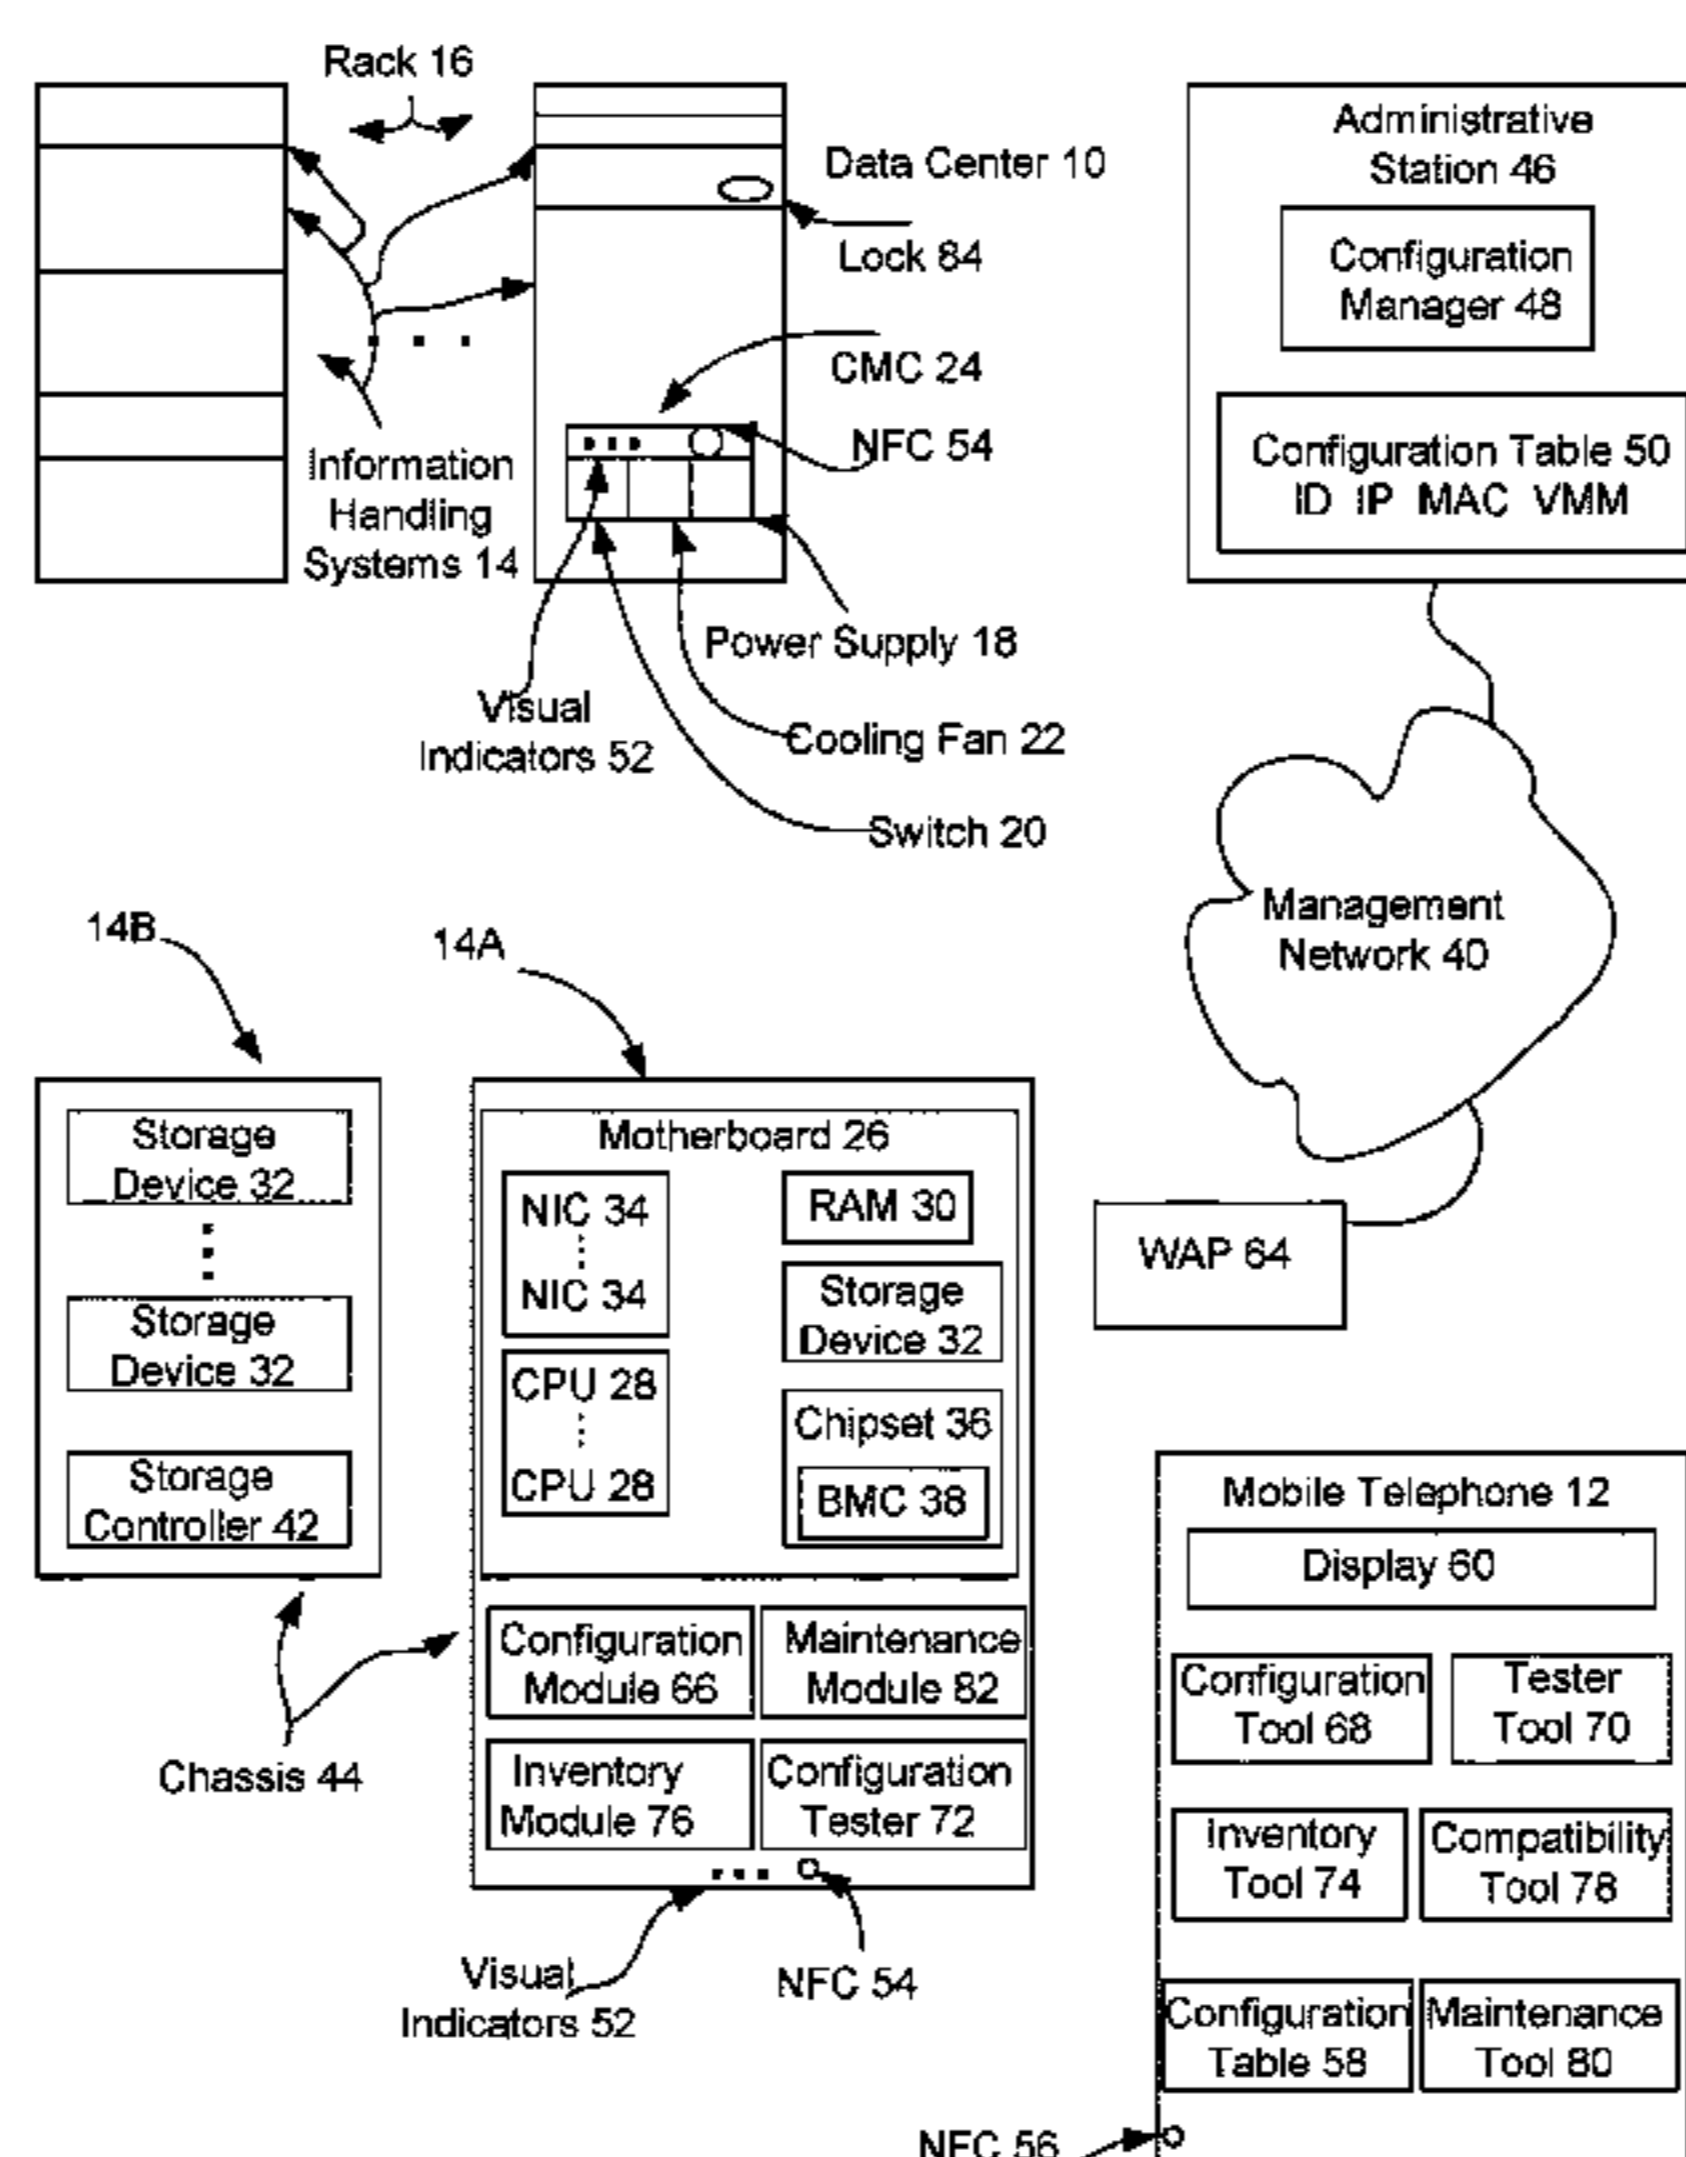 Rack 16
Data Center 10
Lock 84
CMC 24
NFC 54
Information
Handling
Systems 14
Power Supply 18
Visual
Indicators 52
Cooling Fan 22
Switch 20
Administrative
Station 46
Configuration
Manager 48
Configuration Table 50
ID IP MAC VMM
Management
Network 40
WAP 64
14B
14A
Storage
Device 32
Storage
Device 32
Storage
Controller 42
Chassis 44
Motherboard 26
NIC 34
NIC 34
CPU 28
CPU 28
RAM 30
Storage
Device 32
Chipset 36
BMC 38
Configuration
Module 66
Maintenance
Module 82
Inventory
Module 76
Configuration
Tester 72
Visual
Indicators 52
NFC 54
Mobile Telephone 12
Display 60
Configuration
Tool 68
Tester
Tool 70
Inventory
Tool 74
Compatibility
Tool 78
Configuration
Table 58
Maintenance
Tool 80
NFC 56